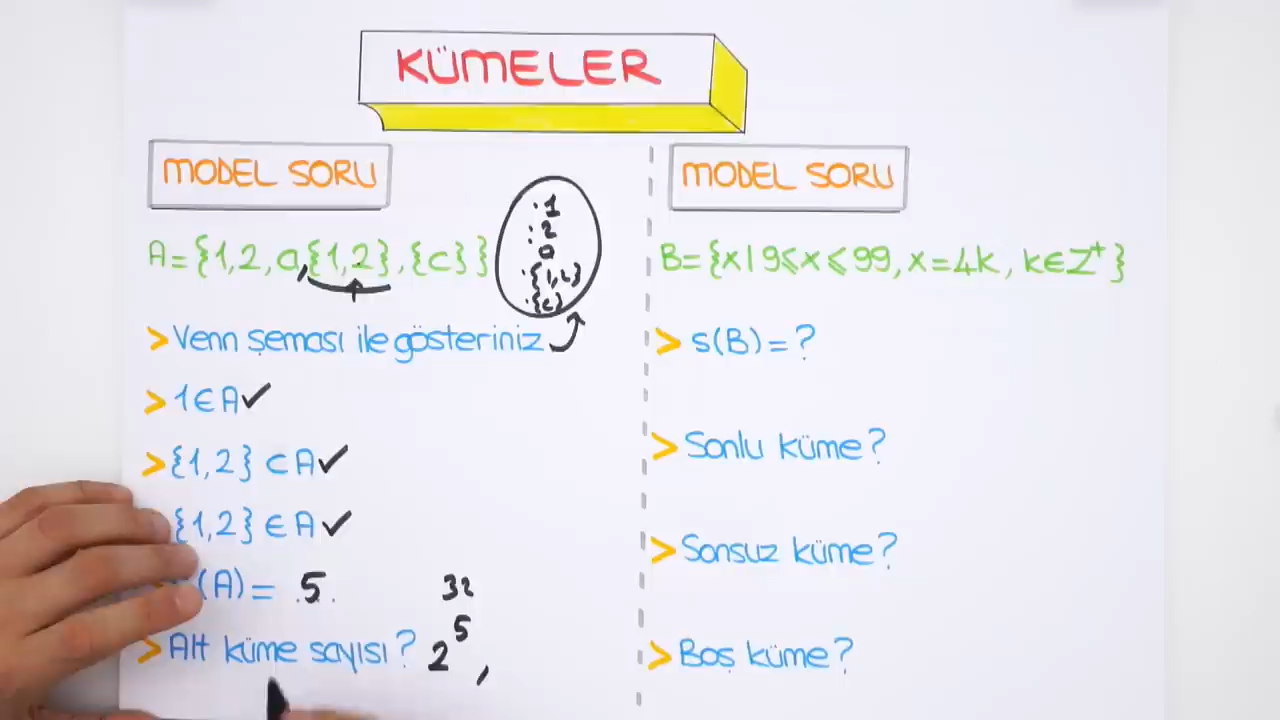 KÜMELER
MODEL SORU
A={1,2,a,{1,2},{c}}
.1
.2
a
.{1,2}
.{c}
>Venn şeması ile gösteriniz
>1∈A✓
>{1,2}⊂A✓
{1,2}∈A✓
(A)= .5.
32
>Alt küme sayısı? 2⁵,
MODEL SORU
B={x|9≤x≤99,x=4k, k∈Z⁺}
>s(B)=?
>Sonlu küme?
>Sonsuz küme?
>Boş küme?